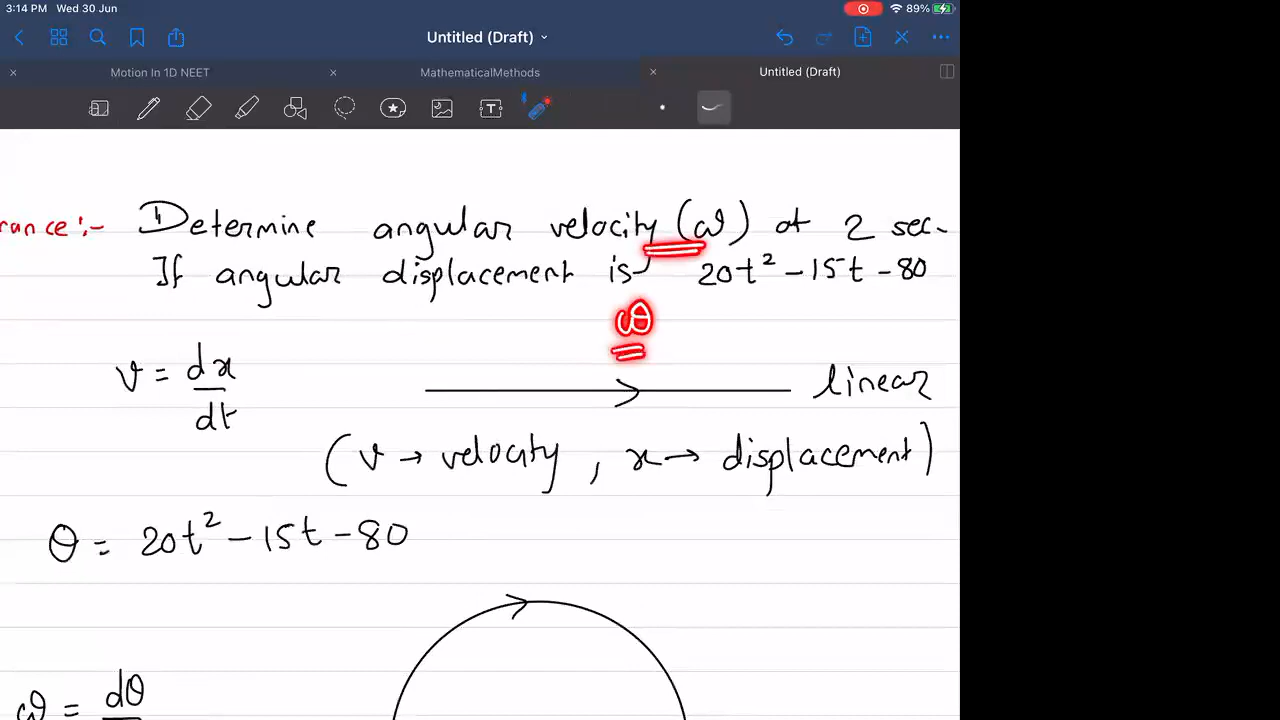 3:14 PM Wed 30 Jun 89%
Untitled (Draft)
Motion In 1D NEET MathematicalMethods Untitled (Draft)
T
rance:- 1) Determine angular velocity (ω) at 2 sec.
If angular displacement is 20t² - 15t - 80
ω
v = dx/dt linear
(v → velocity, x → displacement)
θ = 20t² - 15t - 80
ω = dθ